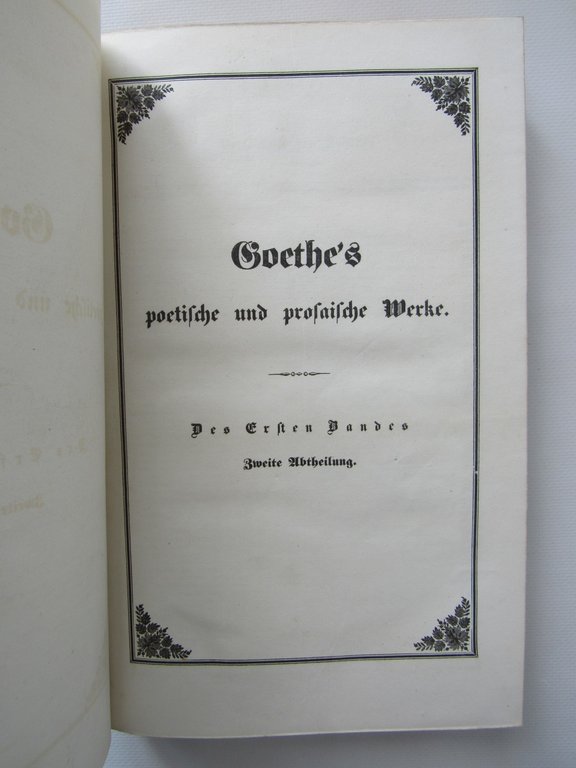 Goethe's
poetiſche und proſaiſche Werke.
Des Erſten Bandes
Zweite Abtheilung.